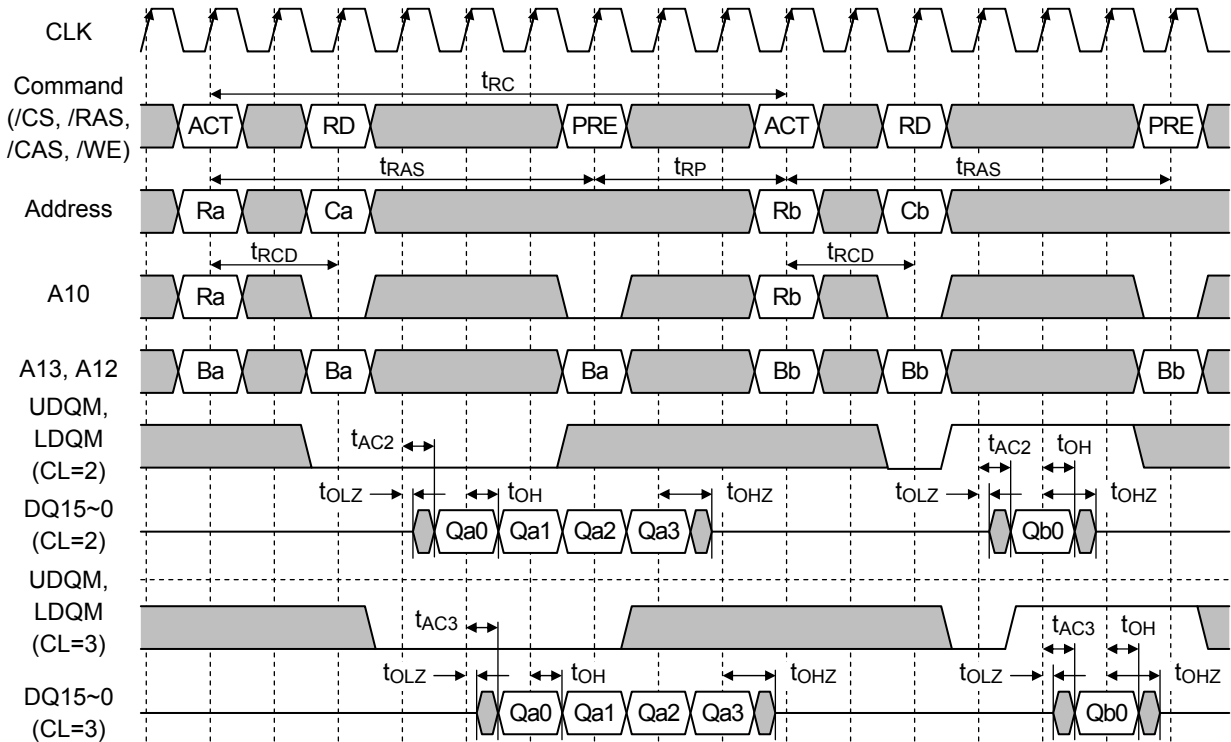 CLK
tRC
Command
(/CS, /RAS,
/CAS, /WE)
ACT RD PRE ACT RD PRE
tRAS tRP tRAS
Address
Ra Ca Rb Cb
tRCD tRCD
A10
Ra Rb
A13, A12
Ba Ba Ba Bb Bb Bb
UDQM,
LDQM
(CL=2)
tAC2 tAC2 tOH
tOLZ tOH tOHZ tOLZ tOHZ
DQ15~0
(CL=2)
Qa0 Qa1 Qa2 Qa3 Qb0
UDQM,
LDQM
(CL=3)
tAC3 tAC3 tOH
tOLZ tOH tOHZ tOLZ tOHZ
DQ15~0
(CL=3)
Qa0 Qa1 Qa2 Qa3 Qb0